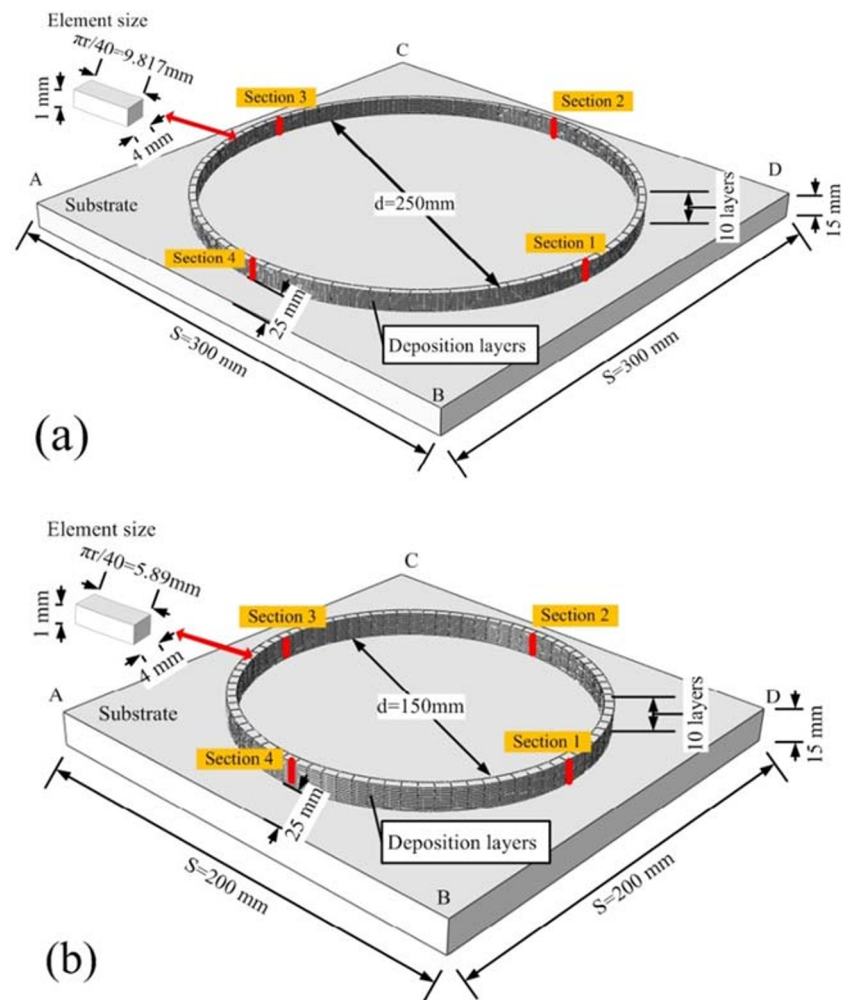 Element size
πr/40=9.817mm
1 mm
4 mm
C
Section 3
Section 2
A
D
Substrate
d=250mm
10 layers
15 mm
Section 4
Section 1
25 mm
Deposition layers
S=300 mm
S=300 mm
B
(a)
Element size
πr/40=5.89mm
1 mm
4 mm
C
Section 3
Section 2
A
D
Substrate
d=150mm
10 layers
15 mm
Section 4
Section 1
25 mm
Deposition layers
S=200 mm
S=200 mm
B
(b)